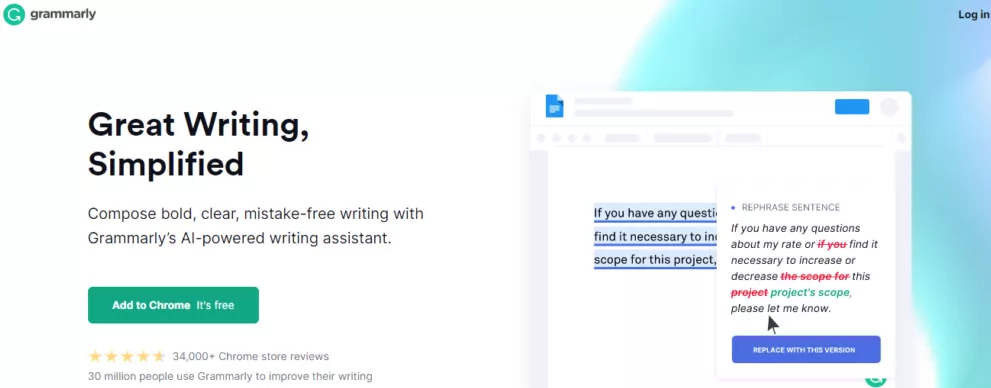 grammarly
Log in
Great Writing,
Simplified
Compose bold, clear, mistake-free writing with
Grammarly's AI-powered writing assistant.
Add to Chrome It's free
34,000+ Chrome store reviews
30 million people use Grammarly to improve their writing
If you have any questi
find it necessary to in
scope for this project,
REPHRASE SENTENCE
If you have any questions
about my rate or if you find it
necessary to increase or
decrease the scope for this
project project's scope,
please let me know.
REPLACE WITH THIS VERSION